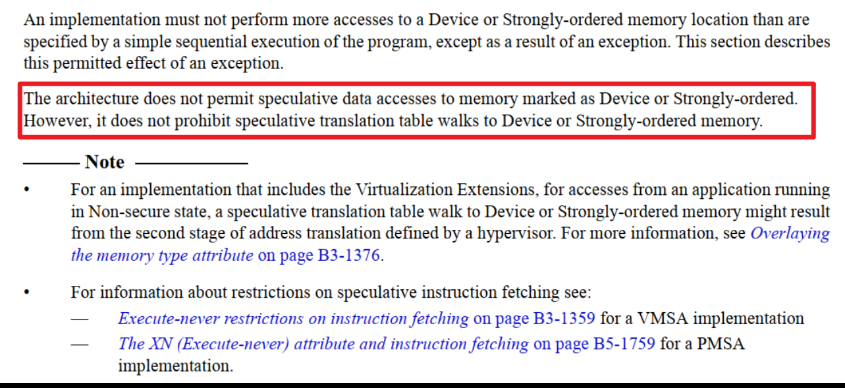 An implementation must not perform more accesses to a Device or Strongly-ordered memory location than are
specified by a simple sequential execution of the program, except as a result of an exception. This section describes
this permitted effect of an exception.
The architecture does not permit speculative data accesses to memory marked as Device or Strongly-ordered.
However, it does not prohibit speculative translation table walks to Device or Strongly-ordered memory.
Note
• For an implementation that includes the Virtualization Extensions, for accesses from an application running
in Non-secure state, a speculative translation table walk to Device or Strongly-ordered memory might result
from the second stage of address translation defined by a hypervisor. For more information, see Overlaying
the memory type attribute on page B3-1376.
• For information about restrictions on speculative instruction fetching see:
— Execute-never restrictions on instruction fetching on page B3-1359 for a VMSA implementation
— The XN (Execute-never) attribute and instruction fetching on page B5-1759 for a PMSA
implementation.